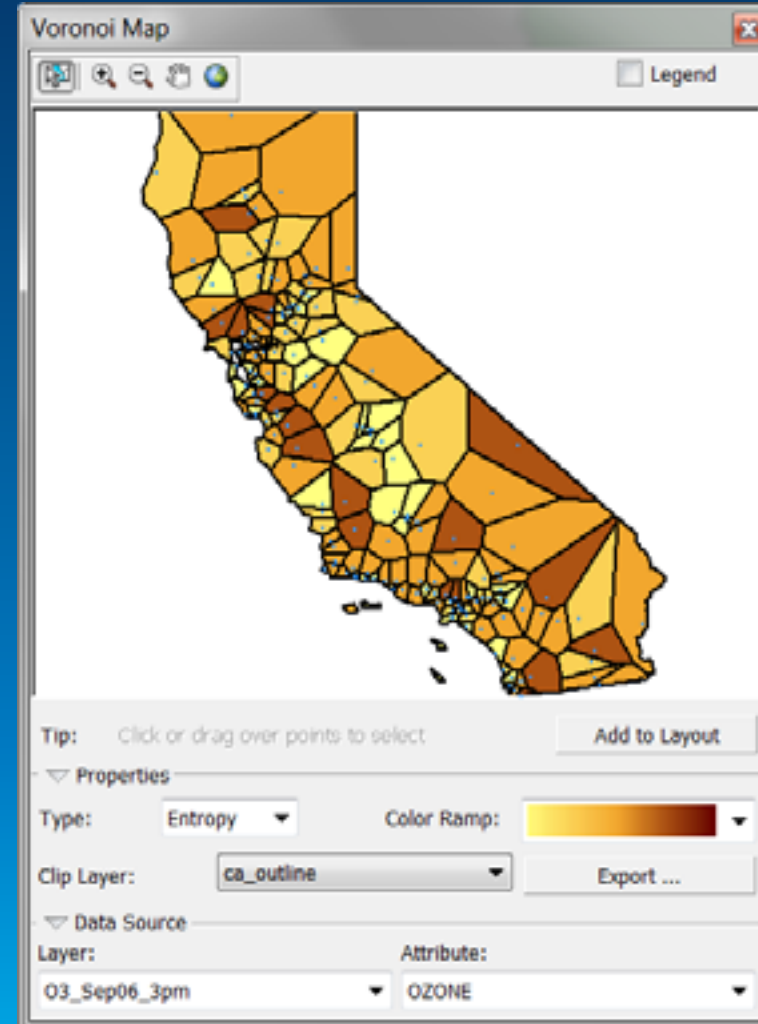 Voronoi Map
Legend
Tip: Click or drag over points to select
Add to Layout
Properties
Type: Entropy
Color Ramp:
Clip Layer: ca_outline
Export ...
Data Source
Layer: Attribute:
O3_Sep06_3pm OZONE